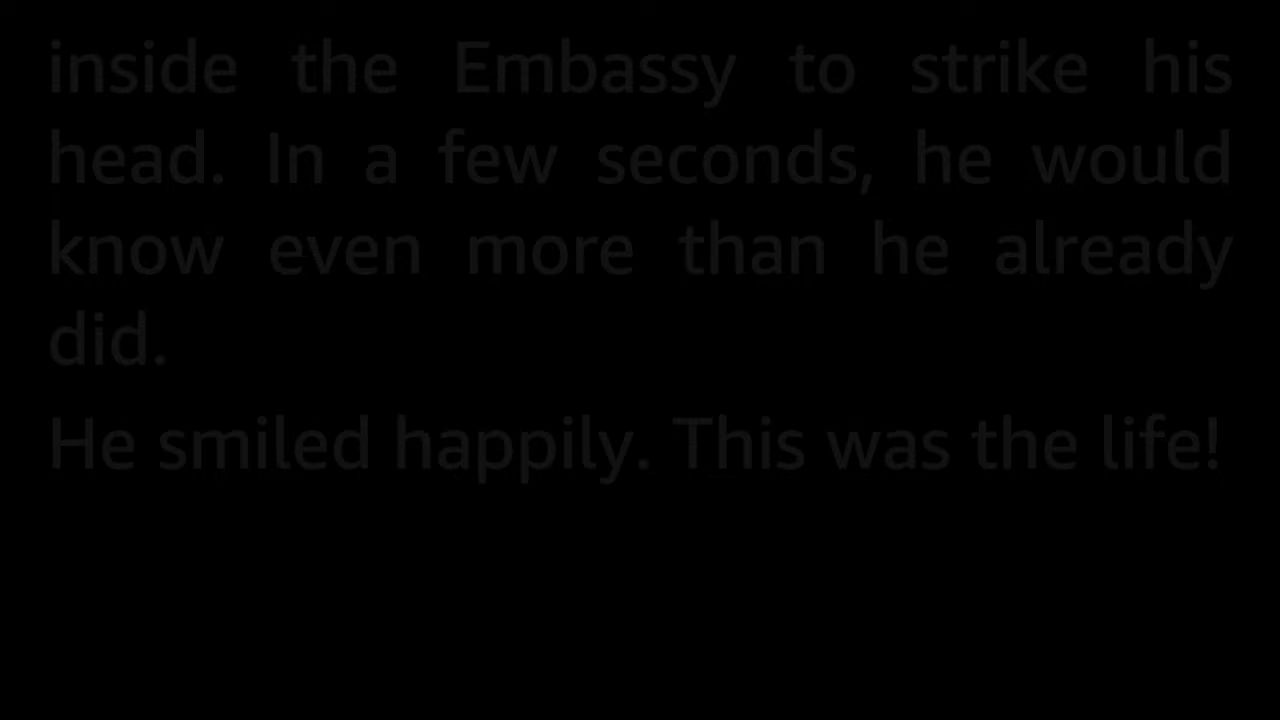 inside the Embassy to strike his
head. In a few seconds, he would
know even more than he already
did.
He smiled happily. This was the life!